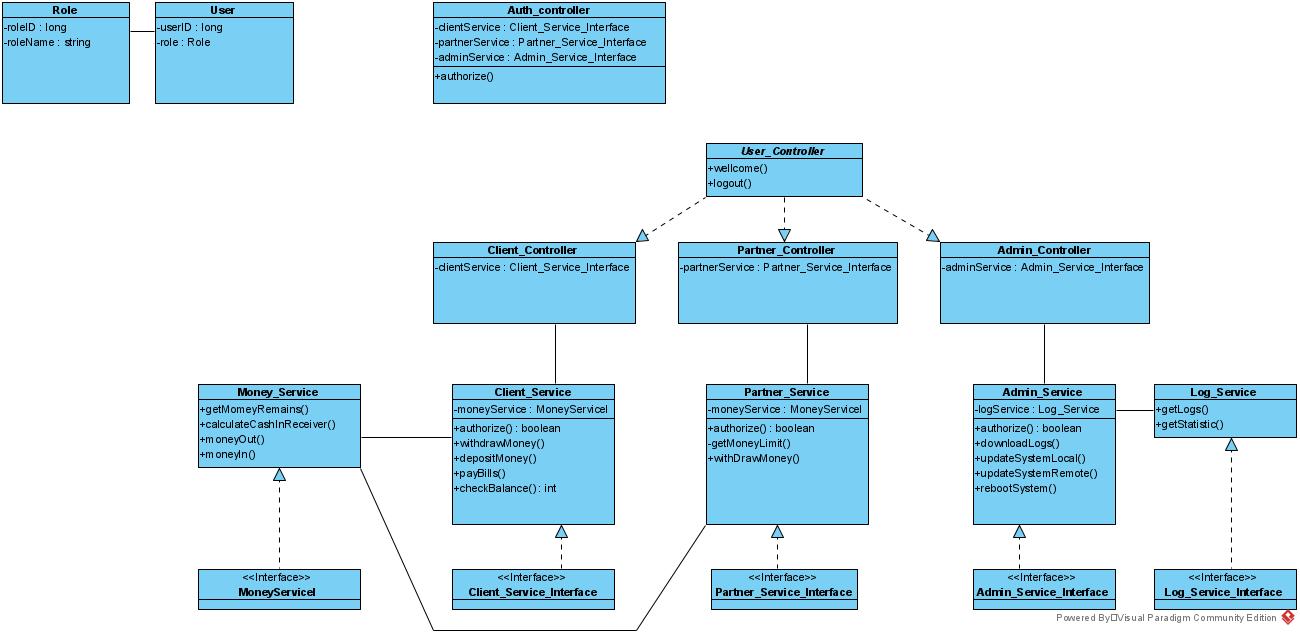 Role
-roleID : long
-roleName : string
User
-userID : long
-role : Role
Auth_controller
-clientService : Client_Service_Interface
-partnerService : Partner_Service_Interface
-adminService : Admin_Service_Interface
+authorize()
User_Controller
+wellcome()
+logout()
Client_Controller
-clientService : Client_Service_Interface
Partner_Controller
-partnerService : Partner_Service_Interface
Admin_Controller
-adminService : Admin_Service_Interface
Money_Service
+getMomeyRemains()
+calculateCashInReceiver()
+moneyOut()
+moneyIn()
Client_Service
-moneyService : MoneyServiceI
+authorize() : boolean
+withdrawMoney()
+depositMoney()
+payBills()
+checkBalance() : int
Partner_Service
-moneyService : MoneyServiceI
+authorize() : boolean
-getMoneyLimit()
+withDrawMoney()
Admin_Service
-logService : Log_Service
+authorize() : boolean
+downloadLogs()
+updateSystemLocal()
+updateSystemRemote()
+rebootSystem()
Log_Service
+getLogs()
+getStatistic()
<<Interface>>
MoneyServiceI
<<Interface>>
Client_Service_Interface
<<Interface>>
Partner_Service_Interface
<<Interface>>
Admin_Service_Interface
<<Interface>>
Log_Service_Interface
Powered By Visual Paradigm Community Edition